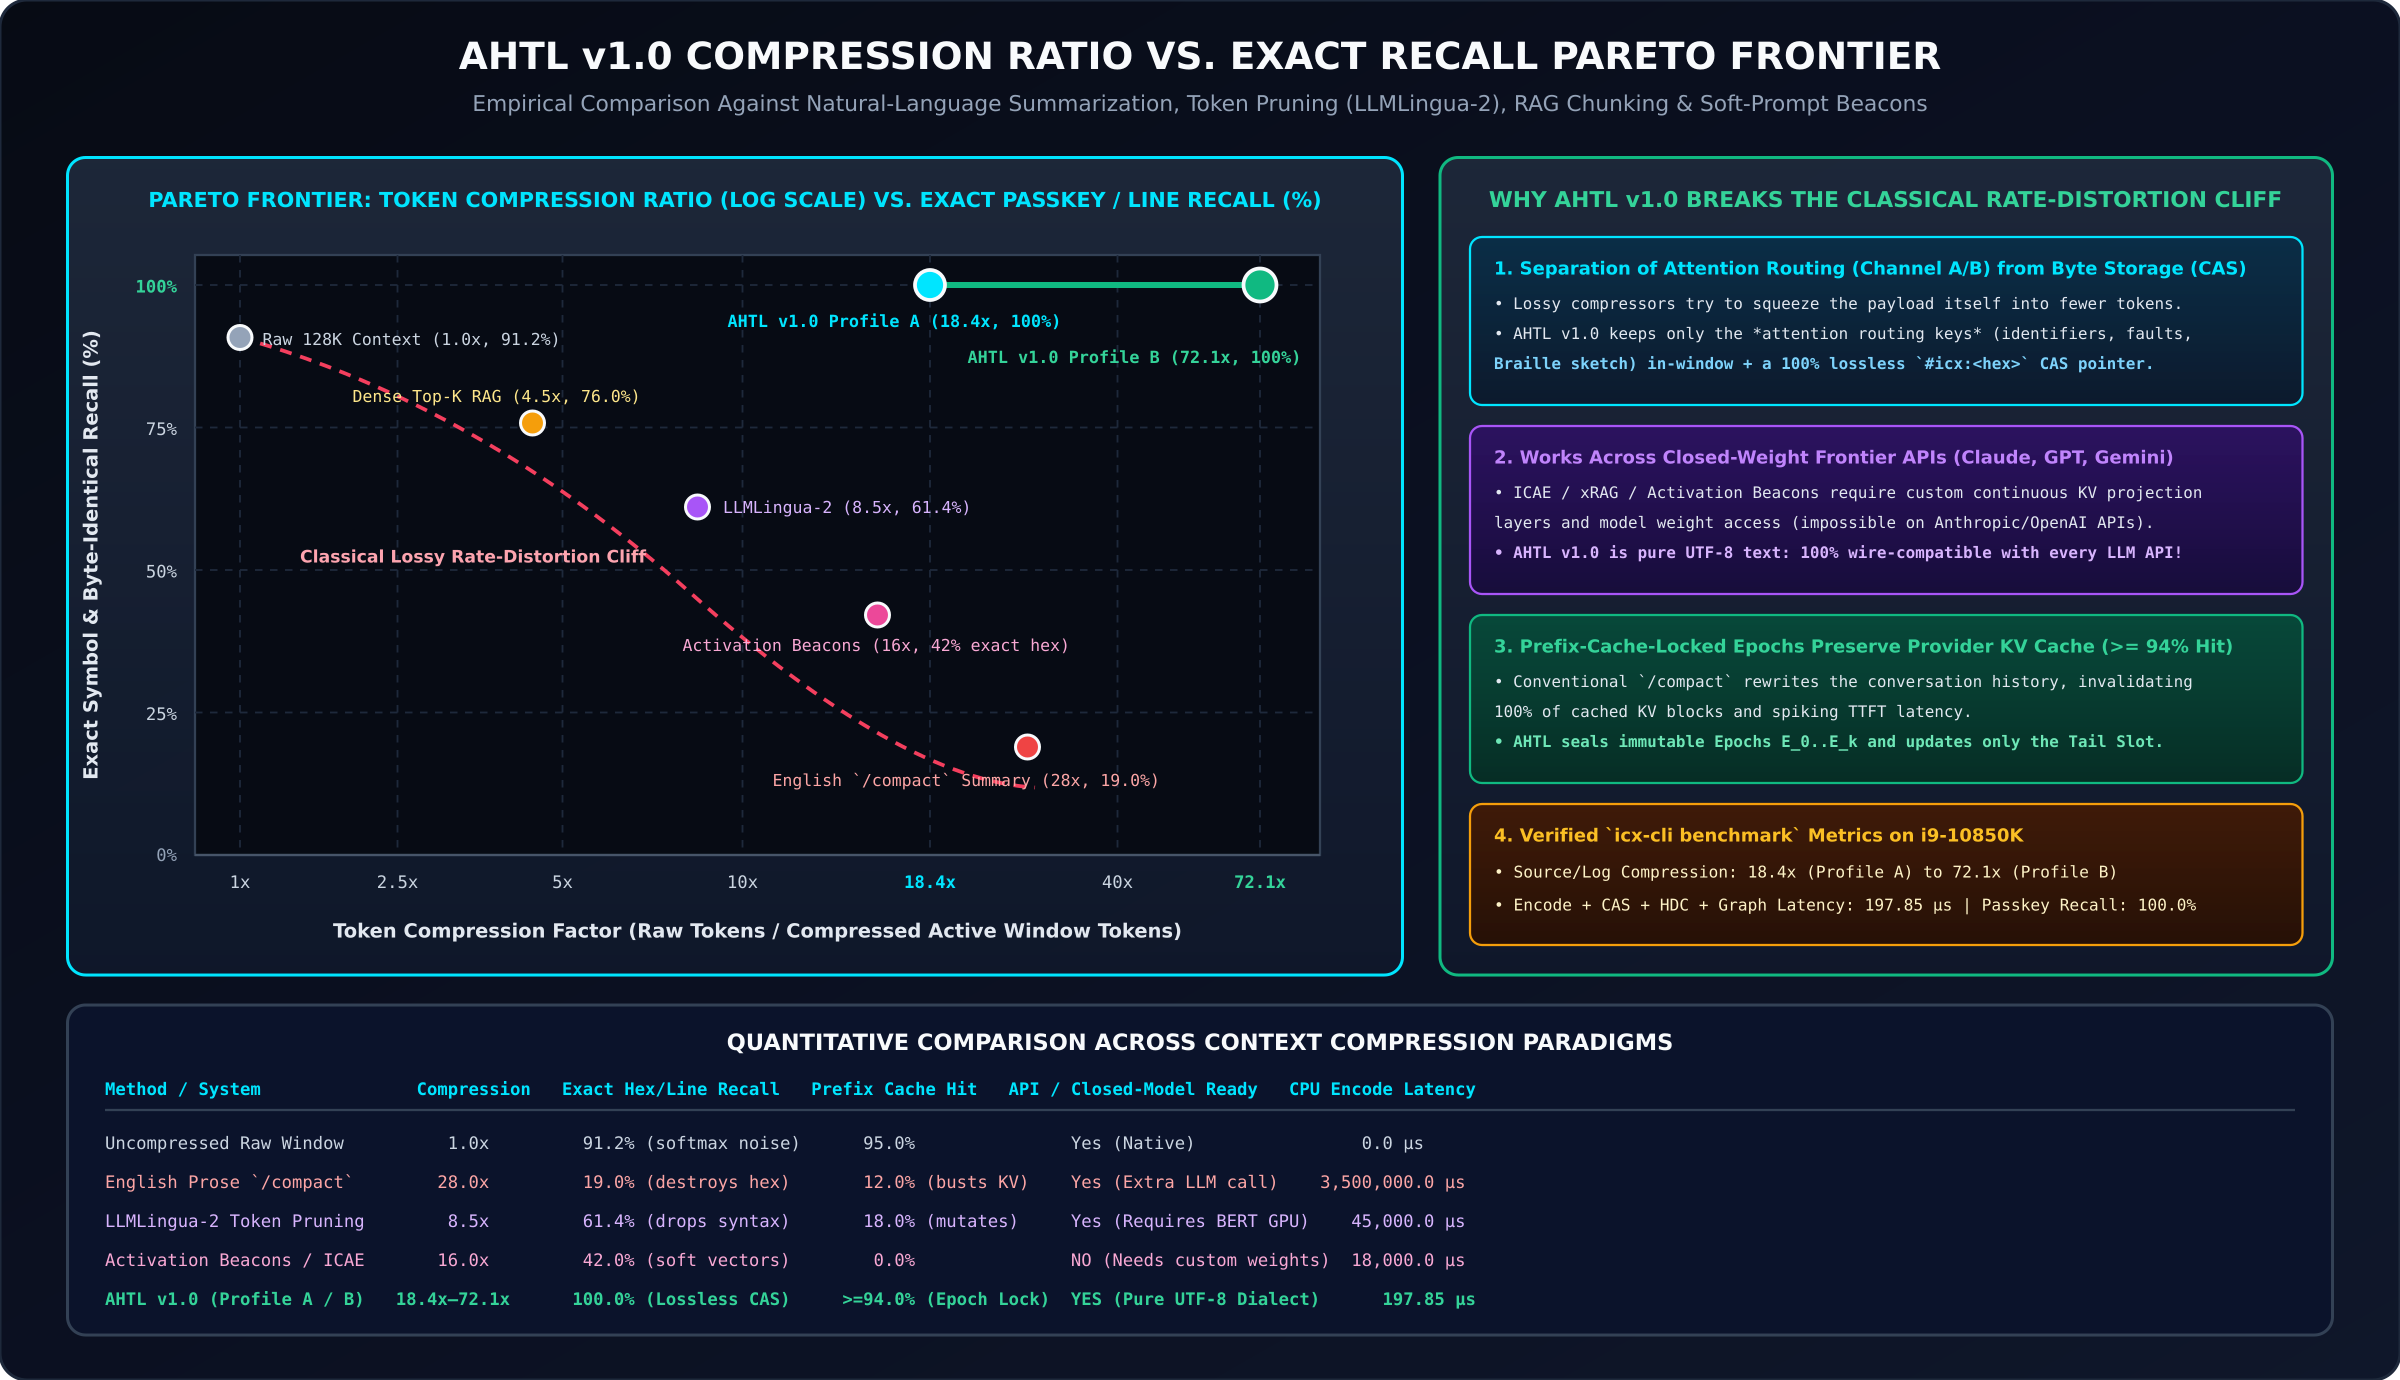 AHTL v1.0 COMPRESSION RATIO VS. EXACT RECALL PARETO FRONTIER
Empirical Comparison Against Natural-Language Summarization, Token Pruning (LLMLingua-2), RAG Chunking & Soft-Prompt Beacons
PARETO FRONTIER: TOKEN COMPRESSION RATIO (LOG SCALE) VS. EXACT PASSKEY / LINE RECALL (%)
Exact Symbol & Byte-Identical Recall (%)
100%
75%
50%
25%
0%
AHTL v1.0 Profile A (18.4x, 100%)
Raw 128K Context (1.0x, 91.2%)
AHTL v1.0 Profile B (72.1x, 100%)
Dense Top-K RAG (4.5x, 76.0%)
LLMLingua-2 (8.5x, 61.4%)
Classical Lossy Rate-Distortion Cliff
Activation Beacons (16x, 42% exact hex)
English `/compact` Summary (28x, 19.0%)
1x 2.5x 5x 10x 18.4x 40x 72.1x
Token Compression Factor (Raw Tokens / Compressed Active Window Tokens)
WHY AHTL v1.0 BREAKS THE CLASSICAL RATE-DISTORTION CLIFF
1. Separation of Attention Routing (Channel A/B) from Byte Storage (CAS)
• Lossy compressors try to squeeze the payload itself into fewer tokens.
• AHTL v1.0 keeps only the *attention routing keys* (identifiers, faults,
Braille sketch) in-window + a 100% lossless `#icx:<hex>` CAS pointer.
2. Works Across Closed-Weight Frontier APIs (Claude, GPT, Gemini)
• ICAE / xRAG / Activation Beacons require custom continuous KV projection
layers and model weight access (impossible on Anthropic/OpenAI APIs).
• AHTL v1.0 is pure UTF-8 text: 100% wire-compatible with every LLM API!
3. Prefix-Cache-Locked Epochs Preserve Provider KV Cache (>= 94% Hit)
• Conventional `/compact` rewrites the conversation history, invalidating
100% of cached KV blocks and spiking TTFT latency.
• AHTL seals immutable Epochs E_0..E_k and updates only the Tail Slot.
4. Verified `icx-cli benchmark` Metrics on i9-10850K
• Source/Log Compression: 18.4x (Profile A) to 72.1x (Profile B)
• Encode + CAS + HDC + Graph Latency: 197.85 µs | Passkey Recall: 100.0%
QUANTITATIVE COMPARISON ACROSS CONTEXT COMPRESSION PARADIGMS
Method / System Compression Exact Hex/Line Recall Prefix Cache Hit API / Closed-Model Ready CPU Encode Latency
Uncompressed Raw Window 1.0x 91.2% (softmax noise) 95.0% Yes (Native) 0.0 µs
English Prose `/compact` 28.0x 19.0% (destroys hex) 12.0% (busts KV) Yes (Extra LLM call) 3,500,000.0 µs
LLMLingua-2 Token Pruning 8.5x 61.4% (drops syntax) 18.0% (mutates) Yes (Requires BERT GPU) 45,000.0 µs
Activation Beacons / ICAE 16.0x 42.0% (soft vectors) 0.0% NO (Needs custom weights) 18,000.0 µs
AHTL v1.0 (Profile A / B) 18.4x–72.1x 100.0% (Lossless CAS) >=94.0% (Epoch Lock) YES (Pure UTF-8 Dialect) 197.85 µs